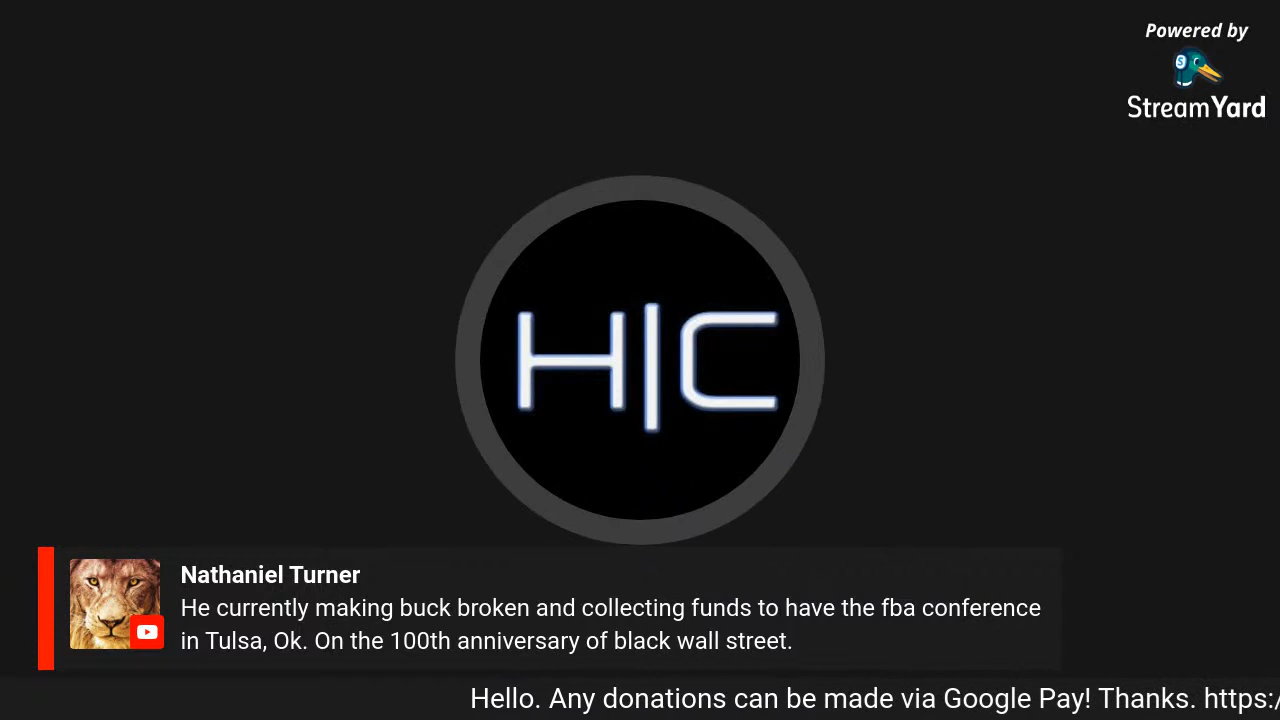 Powered by
StreamYard
H|C
Nathaniel Turner
He currently making buck broken and collecting funds to have the fba conference
in Tulsa, Ok. On the 100th anniversary of black wall street.
Hello. Any donations can be made via Google Pay! Thanks. https:/